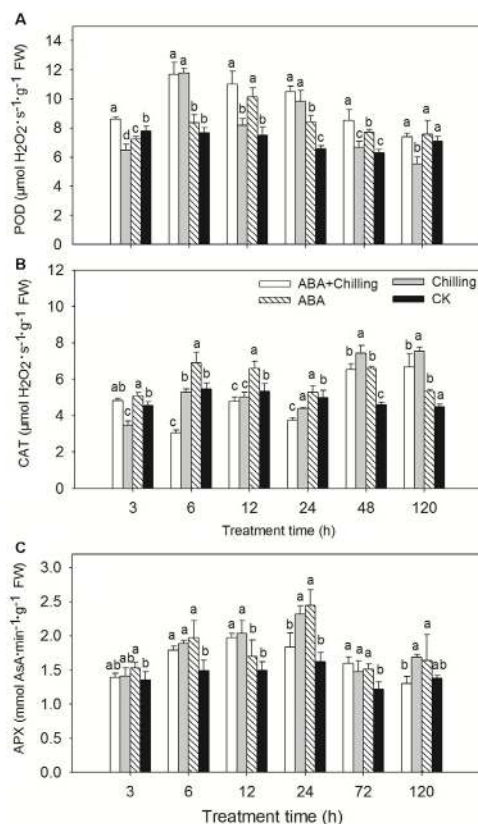 A
POD (μmol H2O2· s-1·g-1 FW)
16
14
12
10
8
6
4
2
0
a d c b
a a b b
a b a b
a a b c
a b a c
a b a a
B
CAT (μmol H2O2· s-1·g-1 FW)
12
10
8
6
4
2
0
ABA+Chilling Chilling
ABA CK
ab c a b
c b a b
c c a b
c b a a
b a b c
b a b c
3 6 12 24 48 120
Treatment time (h)
C
APX (mmol AsA·min-1·g-1 FW)
3.0
2.5
2.0
1.5
1.0
0.5
0.0
ab ab a b
a a a b
a a b b
b a a b
a a a b
b a a ab
3 6 12 24 72 120
Treatment time (h)